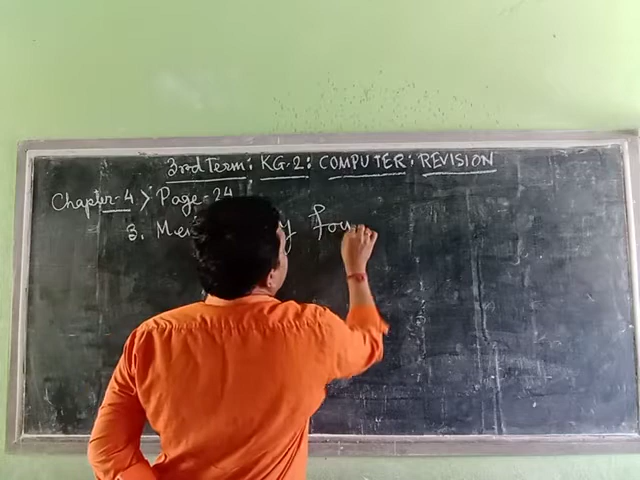 3rd Term: KG-2: COMPUTER: REVISION
Chapter-4 > Page-24
3.